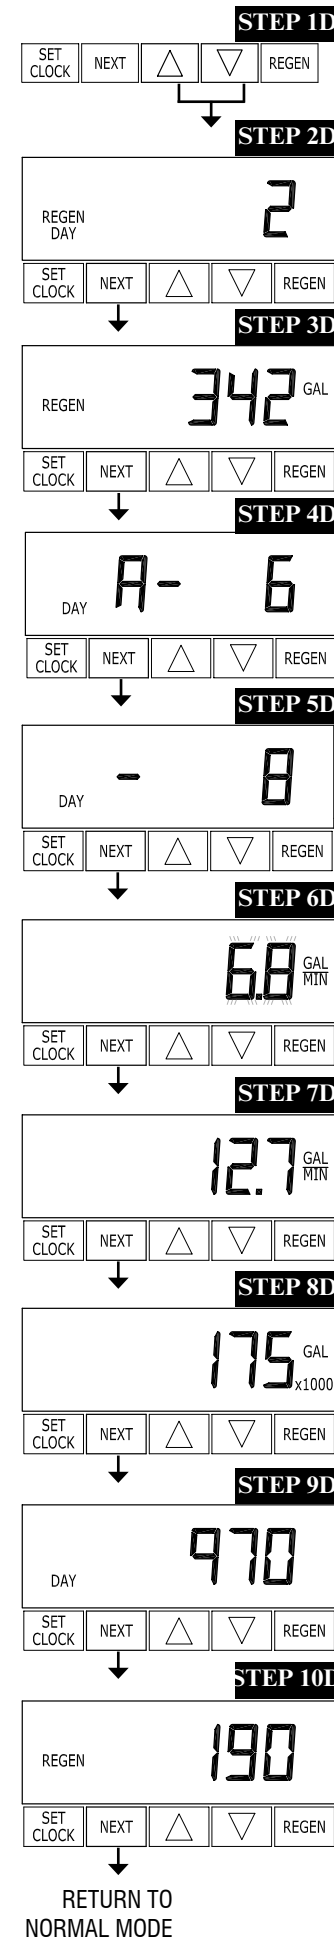 STEP 1D
SET CLOCK NEXT REGEN
STEP 2D
REGEN DAY 2
SET CLOCK NEXT REGEN
STEP 3D
REGEN 342 GAL
SET CLOCK NEXT REGEN
STEP 4D
DAY A- 6
SET CLOCK NEXT REGEN
STEP 5D
DAY - 8
SET CLOCK NEXT REGEN
STEP 6D
6.8 GAL MIN
SET CLOCK NEXT REGEN
STEP 7D
12.7 GAL MIN
SET CLOCK NEXT REGEN
STEP 8D
175 GAL x1000
SET CLOCK NEXT REGEN
STEP 9D
DAY 970
SET CLOCK NEXT REGEN
STEP 10D
REGEN 190
SET CLOCK NEXT REGEN
RETURN TO
NORMAL MODE